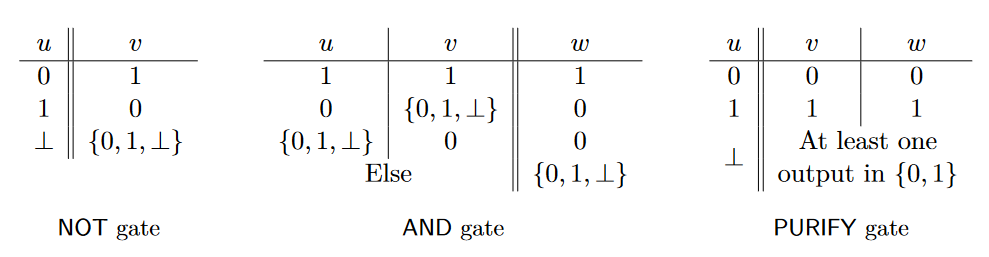 u v u v w u v w
0 1 1 1 1 0 0 0
1 0 0 {0, 1, ⊥} 0 1 1 1
⊥ {0, 1, ⊥} {0, 1, ⊥} 0 0 ⊥ At least one
Else {0, 1, ⊥} output in {0, 1}
NOT gate AND gate PURIFY gate